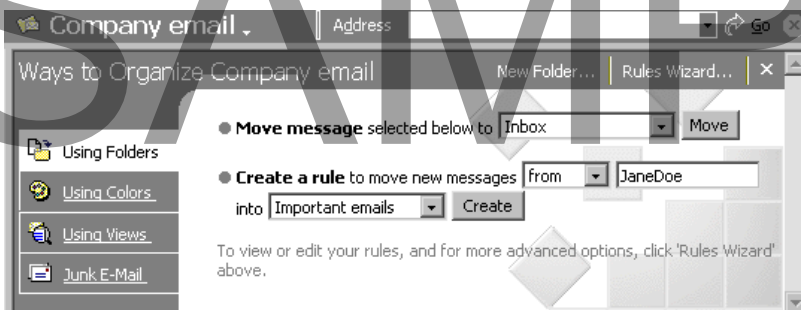 Company email
Address
Go
Ways to Organize Company email
New Folder...
Rules Wizard...
Using Folders
Move message selected below to Inbox Move
Using Colors
Create a rule to move new messages from JaneDoe
into Important emails Create
Using Views
To view or edit your rules, and for more advanced options, click 'Rules Wizard'
above.
Junk E-Mail
SAMP